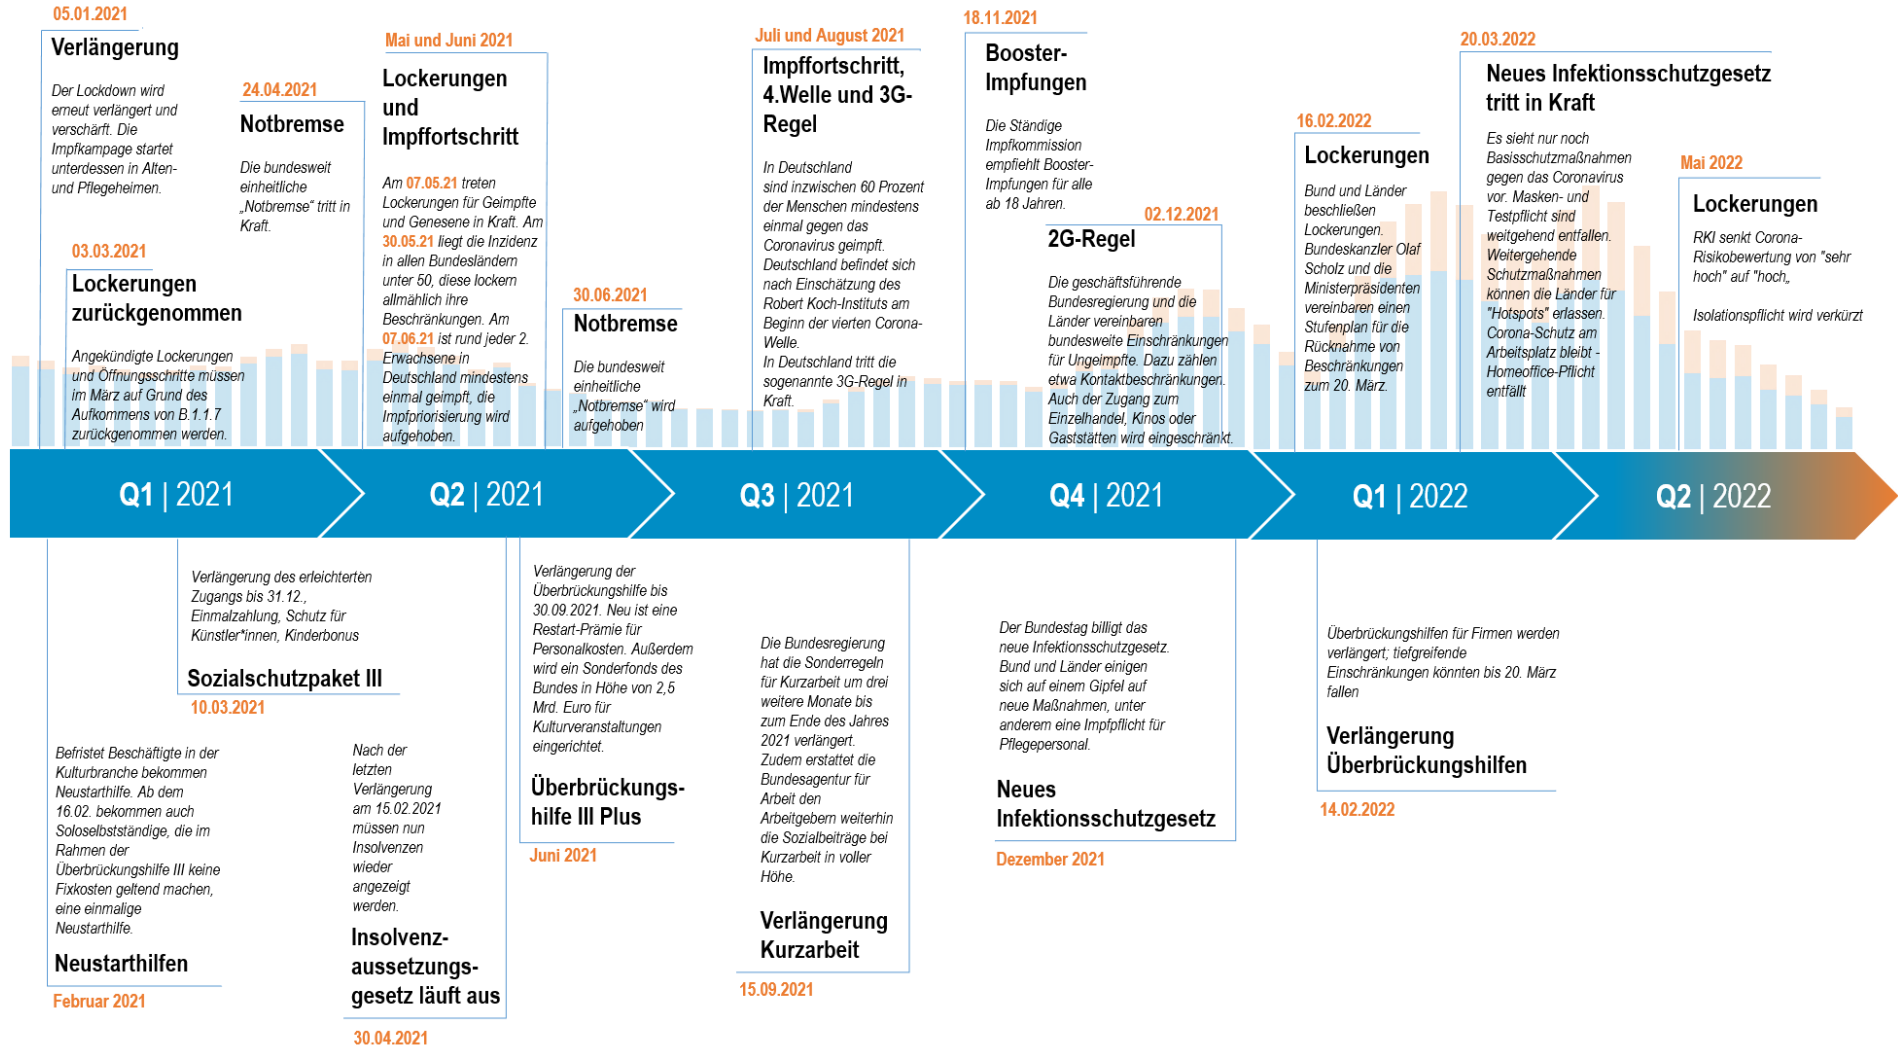 05.01.2021
Verlängerung
Der Lockdown wird
erneut verlängert und
verschärft. Die
Impfkampage startet
unterdessen in Alten-
und Pflegeheimen.
03.03.2021
Lockerungen
zurückgenommen
Angekündigte Lockerungen
und Öffnungsschritte müssen
im März auf Grund des
Aufkommens von B.1.1.7
zurückgenommen werden.
24.04.2021
Notbremse
Die bundesweit
einheitliche
„Notbremse" tritt in
Kraft.
Mai und Juni 2021
Lockerungen
und
Impffortschritt
Am 07.05.21 treten
Lockerungen für Geimpfte
und Genesene in Kraft. Am
30.05.21 liegt die Inzidenz
in allen Bundesländern
unter 50, diese lockern
allmählich ihre
Beschränkungen. Am
07.06.21 ist rund jeder 2.
Erwachsene in
Deutschland mindestens
einmal geimpft, die
Impfpriorisierung wird
aufgehoben.
30.06.2021
Notbremse
Die bundesweit
einheitliche
„Notbremse" wird
aufgehoben
Juli und August 2021
Impffortschritt,
4.Welle und 3G-
Regel
In Deutschland
sind inzwischen 60 Prozent
der Menschen mindestens
einmal gegen das
Coronavirus geimpft.
Deutschland befindet sich
nach Einschätzung des
Robert Koch-Instituts am
Beginn der vierten Corona-
Welle.
In Deutschland tritt die
sogenannte 3G-Regel in
Kraft.
18.11.2021
Booster-
Impfungen
Die Ständige
Impfkommission
empfiehlt Booster-
Impfungen für alle
ab 18 Jahren.
02.12.2021
2G-Regel
Die geschäftsführende
Bundesregierung und die
Länder vereinbaren
bundesweite Einschränkungen
für Ungeimpfte. Dazu zählen
etwa Kontaktbeschränkungen.
Auch der Zugang zum
Einzelhandel, Kinos oder
Gaststätten wird eingeschränkt.
16.02.2022
Lockerungen
Bund und Länder
beschließen
Lockerungen.
Bundeskanzler Olaf
Scholz und die
Ministerpräsidenten
vereinbaren einen
Stufenplan für die
Rücknahme von
Beschränkungen
zum 20. März.
20.03.2022
Neues Infektionsschutzgesetz
tritt in Kraft
Es sieht nur noch
Basisschutzmaßnahmen
gegen das Coronavirus
vor. Masken- und
Testpflicht sind
weitgehend entfallen.
Weitergehende
Schutzmaßnahmen
können die Länder für
"Hotspots" erlassen.
Corona-Schutz am
Arbeitsplatz bleibt -
Homeoffice-Pflicht
entfällt
Mai 2022
Lockerungen
RKI senkt Corona-
Risikobewertung von "sehr
hoch" auf "hoch„
Isolationspflicht wird verkürzt
Q1 | 2021
Q2 | 2021
Q3 | 2021
Q4 | 2021
Q1 | 2022
Q2 | 2022
Befristet Beschäftigte in der
Kulturbranche bekommen
Neustarthilfe. Ab dem
16.02. bekommen auch
Soloselbstständige, die im
Rahmen der
Überbrückungshilfe III keine
Fixkosten geltend machen,
eine einmalige
Neustarthilfe.
Neustarthilfen
Februar 2021
Verlängerung des erleichterten
Zugangs bis 31.12.,
Einmalzahlung, Schutz für
Künstler*innen, Kinderbonus
Sozialschutzpaket III
10.03.2021
Nach der
letzten
Verlängerung
am 15.02.2021
müssen nun
Insolvenzen
wieder
angezeigt
werden.
Insolvenz-
aussetzungs-
gesetz läuft aus
30.04.2021
Verlängerung der
Überbrückungshilfe bis
30.09.2021. Neu ist eine
Restart-Prämie für
Personalkosten. Außerdem
wird ein Sonderfonds des
Bundes in Höhe von 2,5
Mrd. Euro für
Kulturveranstaltungen
eingerichtet.
Überbrückungs-
hilfe III Plus
Juni 2021
Die Bundesregierung
hat die Sonderregeln
für Kurzarbeit um drei
weitere Monate bis
zum Ende des Jahres
2021 verlängert.
Zudem erstattet die
Bundesagentur für
Arbeit den
Arbeitgebern weiterhin
die Sozialbeiträge bei
Kurzarbeit in voller
Höhe.
Verlängerung
Kurzarbeit
15.09.2021
Der Bundestag billigt das
neue Infektionsschutzgesetz.
Bund und Länder einigen
sich auf einem Gipfel auf
neue Maßnahmen, unter
anderem eine Impfpflicht für
Pflegepersonal.
Neues
Infektionsschutzgesetz
Dezember 2021
Überbrückungshilfen für Firmen werden
verlängert; tiefgreifende
Einschränkungen könnten bis 20. März
fallen
Verlängerung
Überbrückungshilfen
14.02.2022